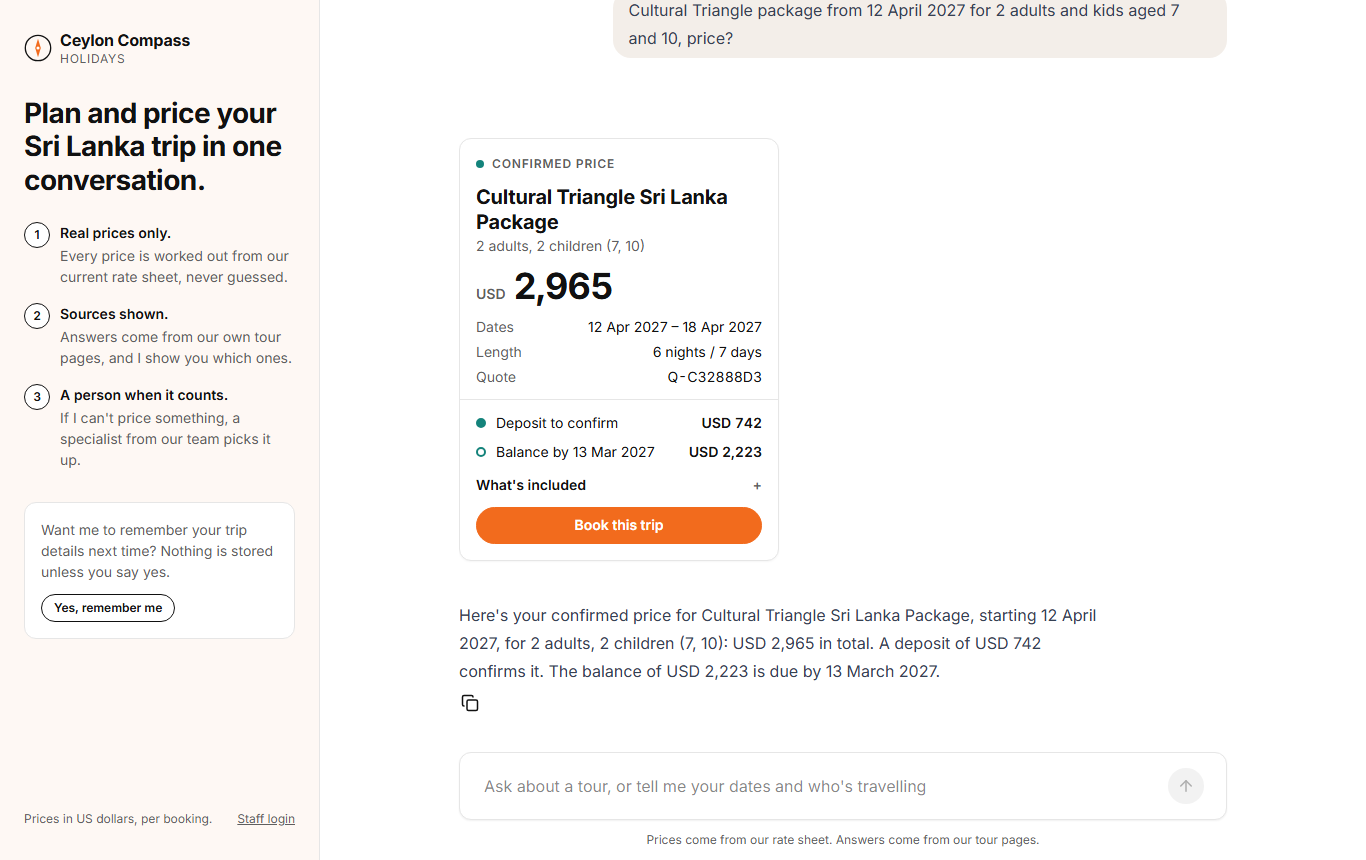 Ceylon Compass
HOLIDAYS
Plan and price your
Sri Lanka trip in one
conversation.
1
Real prices only.
Every price is worked out from our
current rate sheet, never guessed.
2
Sources shown.
Answers come from our own tour
pages, and I show you which ones.
3
A person when it counts.
If I can't price something, a
specialist from our team picks it
up.
Want me to remember your trip
details next time? Nothing is stored
unless you say yes.
Yes, remember me
Prices in US dollars, per booking.
Staff login
Cultural Triangle package from 12 April 2027 for 2 adults and kids aged 7
and 10, price?
CONFIRMED PRICE
Cultural Triangle Sri Lanka
Package
2 adults, 2 children (7, 10)
USD 2,965
Dates 12 Apr 2027 – 18 Apr 2027
Length 6 nights / 7 days
Quote Q-C32888D3
Deposit to confirm USD 742
Balance by 13 Mar 2027 USD 2,223
What's included +
Book this trip
Here's your confirmed price for Cultural Triangle Sri Lanka Package, starting 12 April
2027, for 2 adults, 2 children (7, 10): USD 2,965 in total. A deposit of USD 742
confirms it. The balance of USD 2,223 is due by 13 March 2027.
Ask about a tour, or tell me your dates and who's travelling
Prices come from our rate sheet. Answers come from our tour pages.